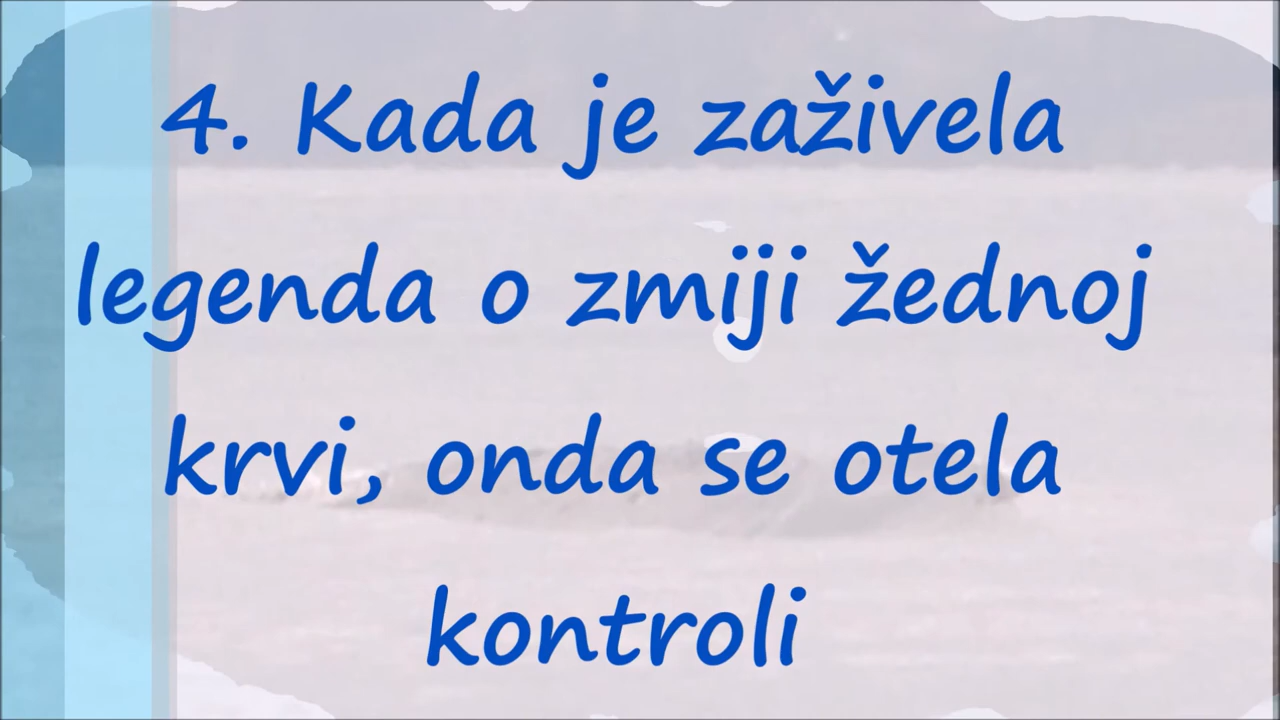 4. Kada je zaživela
legenda o zmiji žednoj
krvi, onda se otela
kontroli